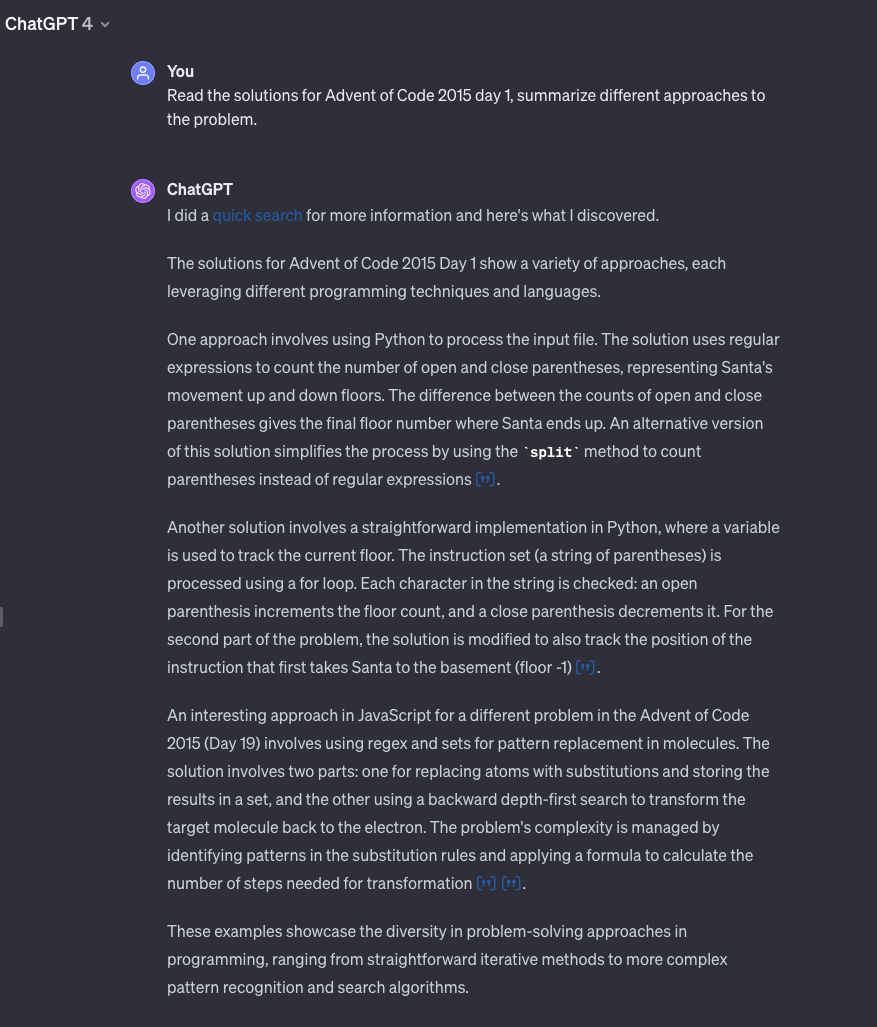 ChatGPT 4
You
Read the solutions for Advent of Code 2015 day 1, summarize different approaches to
the problem.
ChatGPT
I did a quick search for more information and here's what I discovered.
The solutions for Advent of Code 2015 Day 1 show a variety of approaches, each
leveraging different programming techniques and languages.
One approach involves using Python to process the input file. The solution uses regular
expressions to count the number of open and close parentheses, representing Santa's
movement up and down floors. The difference between the counts of open and close
parentheses gives the final floor number where Santa ends up. An alternative version
of this solution simplifies the process by using the `split` method to count
parentheses instead of regular expressions ["].
Another solution involves a straightforward implementation in Python, where a variable
is used to track the current floor. The instruction set (a string of parentheses) is
processed using a for loop. Each character in the string is checked: an open
parenthesis increments the floor count, and a close parenthesis decrements it. For the
second part of the problem, the solution is modified to also track the position of the
instruction that first takes Santa to the basement (floor -1) ["].
An interesting approach in JavaScript for a different problem in the Advent of Code
2015 (Day 19) involves using regex and sets for pattern replacement in molecules. The
solution involves two parts: one for replacing atoms with substitutions and storing the
results in a set, and the other using a backward depth-first search to transform the
target molecule back to the electron. The problem's complexity is managed by
identifying patterns in the substitution rules and applying a formula to calculate the
number of steps needed for transformation ["] ["].
These examples showcase the diversity in problem-solving approaches in
programming, ranging from straightforward iterative methods to more complex
pattern recognition and search algorithms.